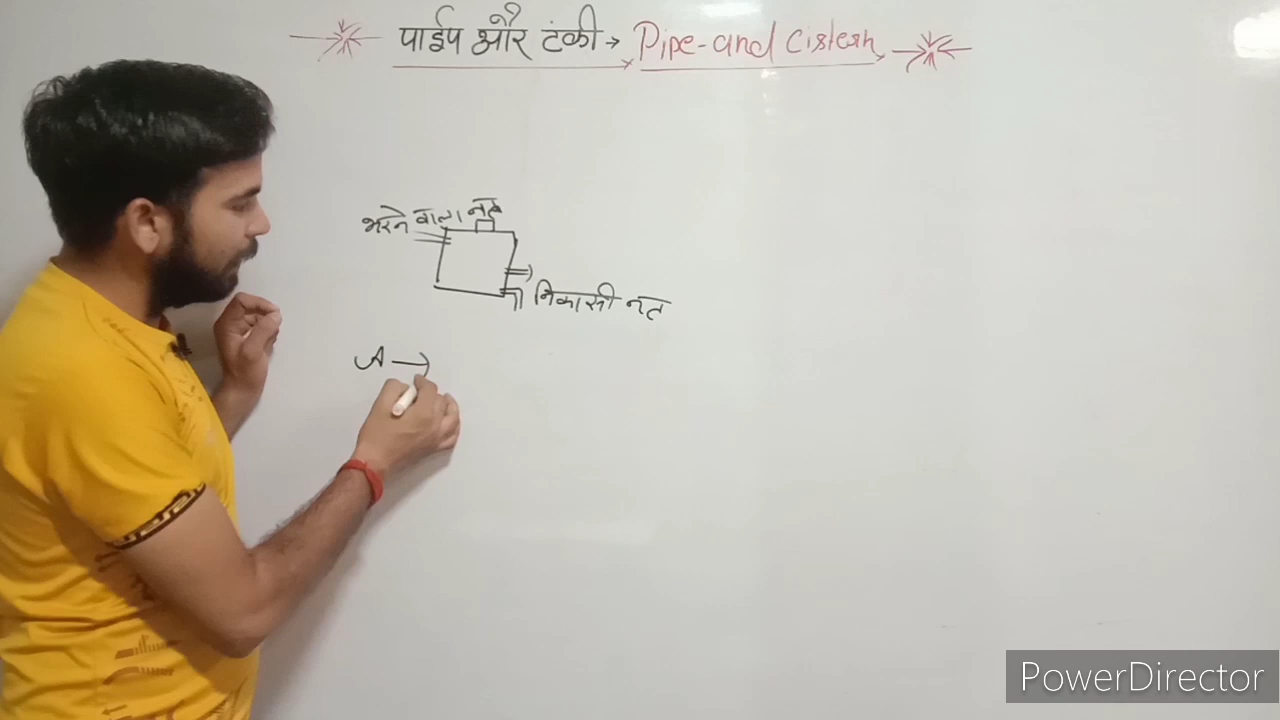 पाईप और टंकी → Pipe-and Cistern
भरने वाला नल
निकासी नल
A →
PowerDirector